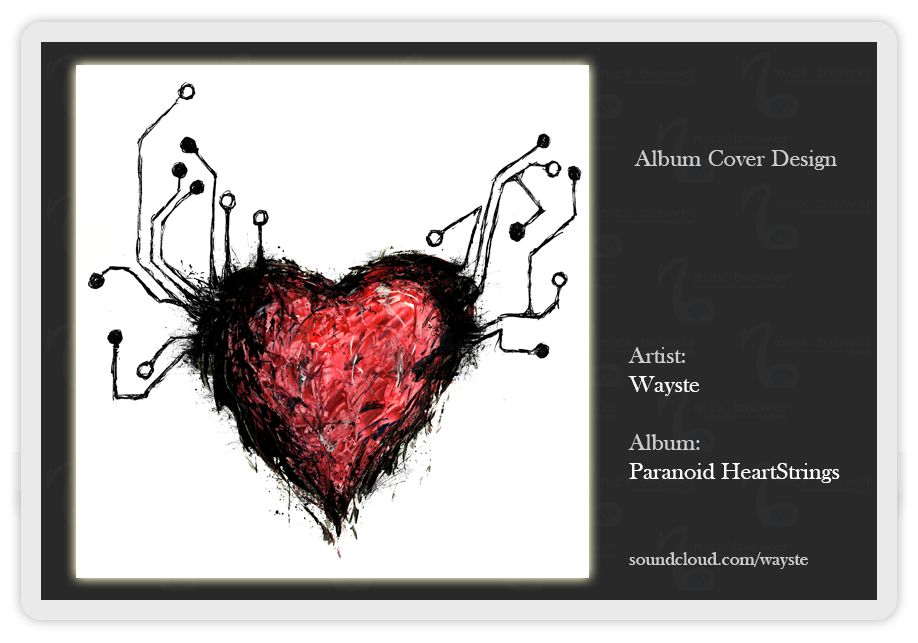 Album Cover Design
Artist:
Wayste
Album:
Paranoid HeartStrings
soundcloud.com/wayste